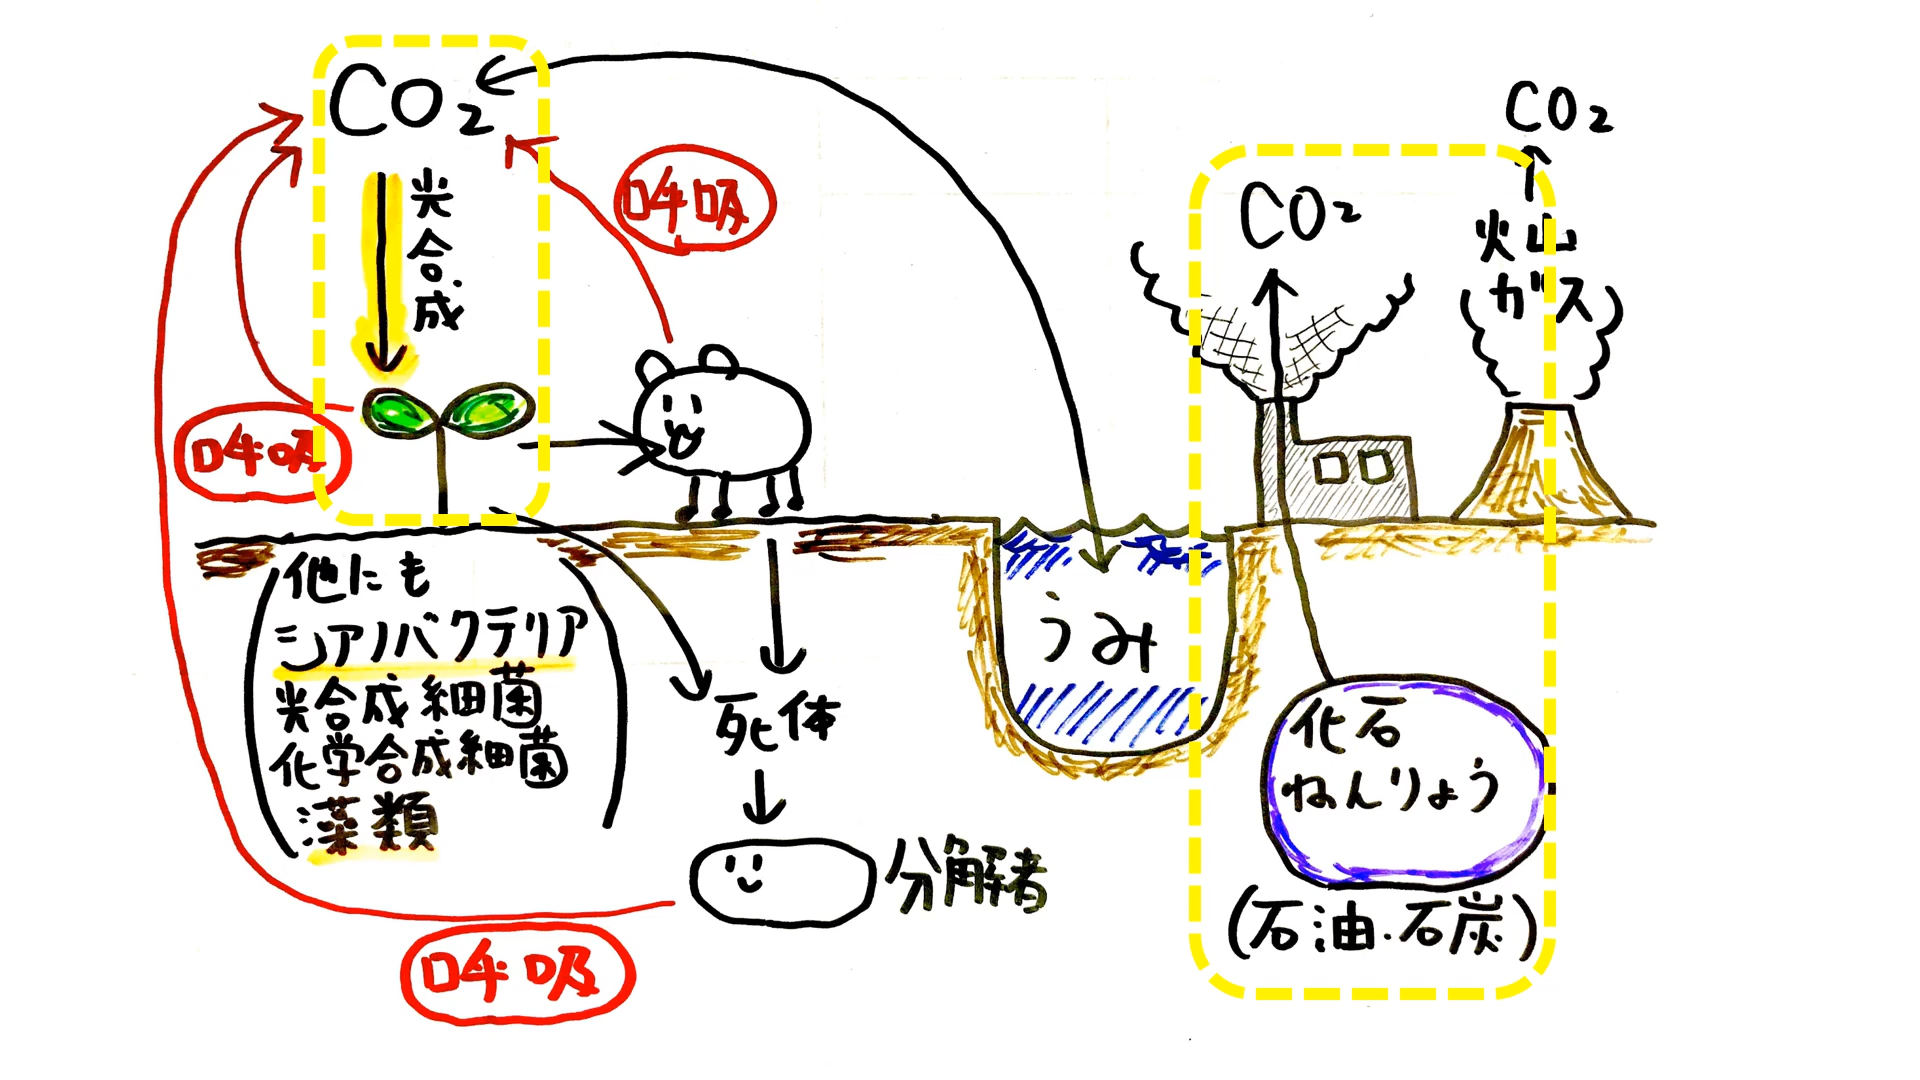 CO₂
光合成
呼吸
呼吸
他にも
シアノバクテリア
光合成細菌
化学合成細菌
藻類
呼吸
死体
分解者
うみ
CO₂
CO₂
火山
ガス
化石
ねんりょう
(石油・石炭)